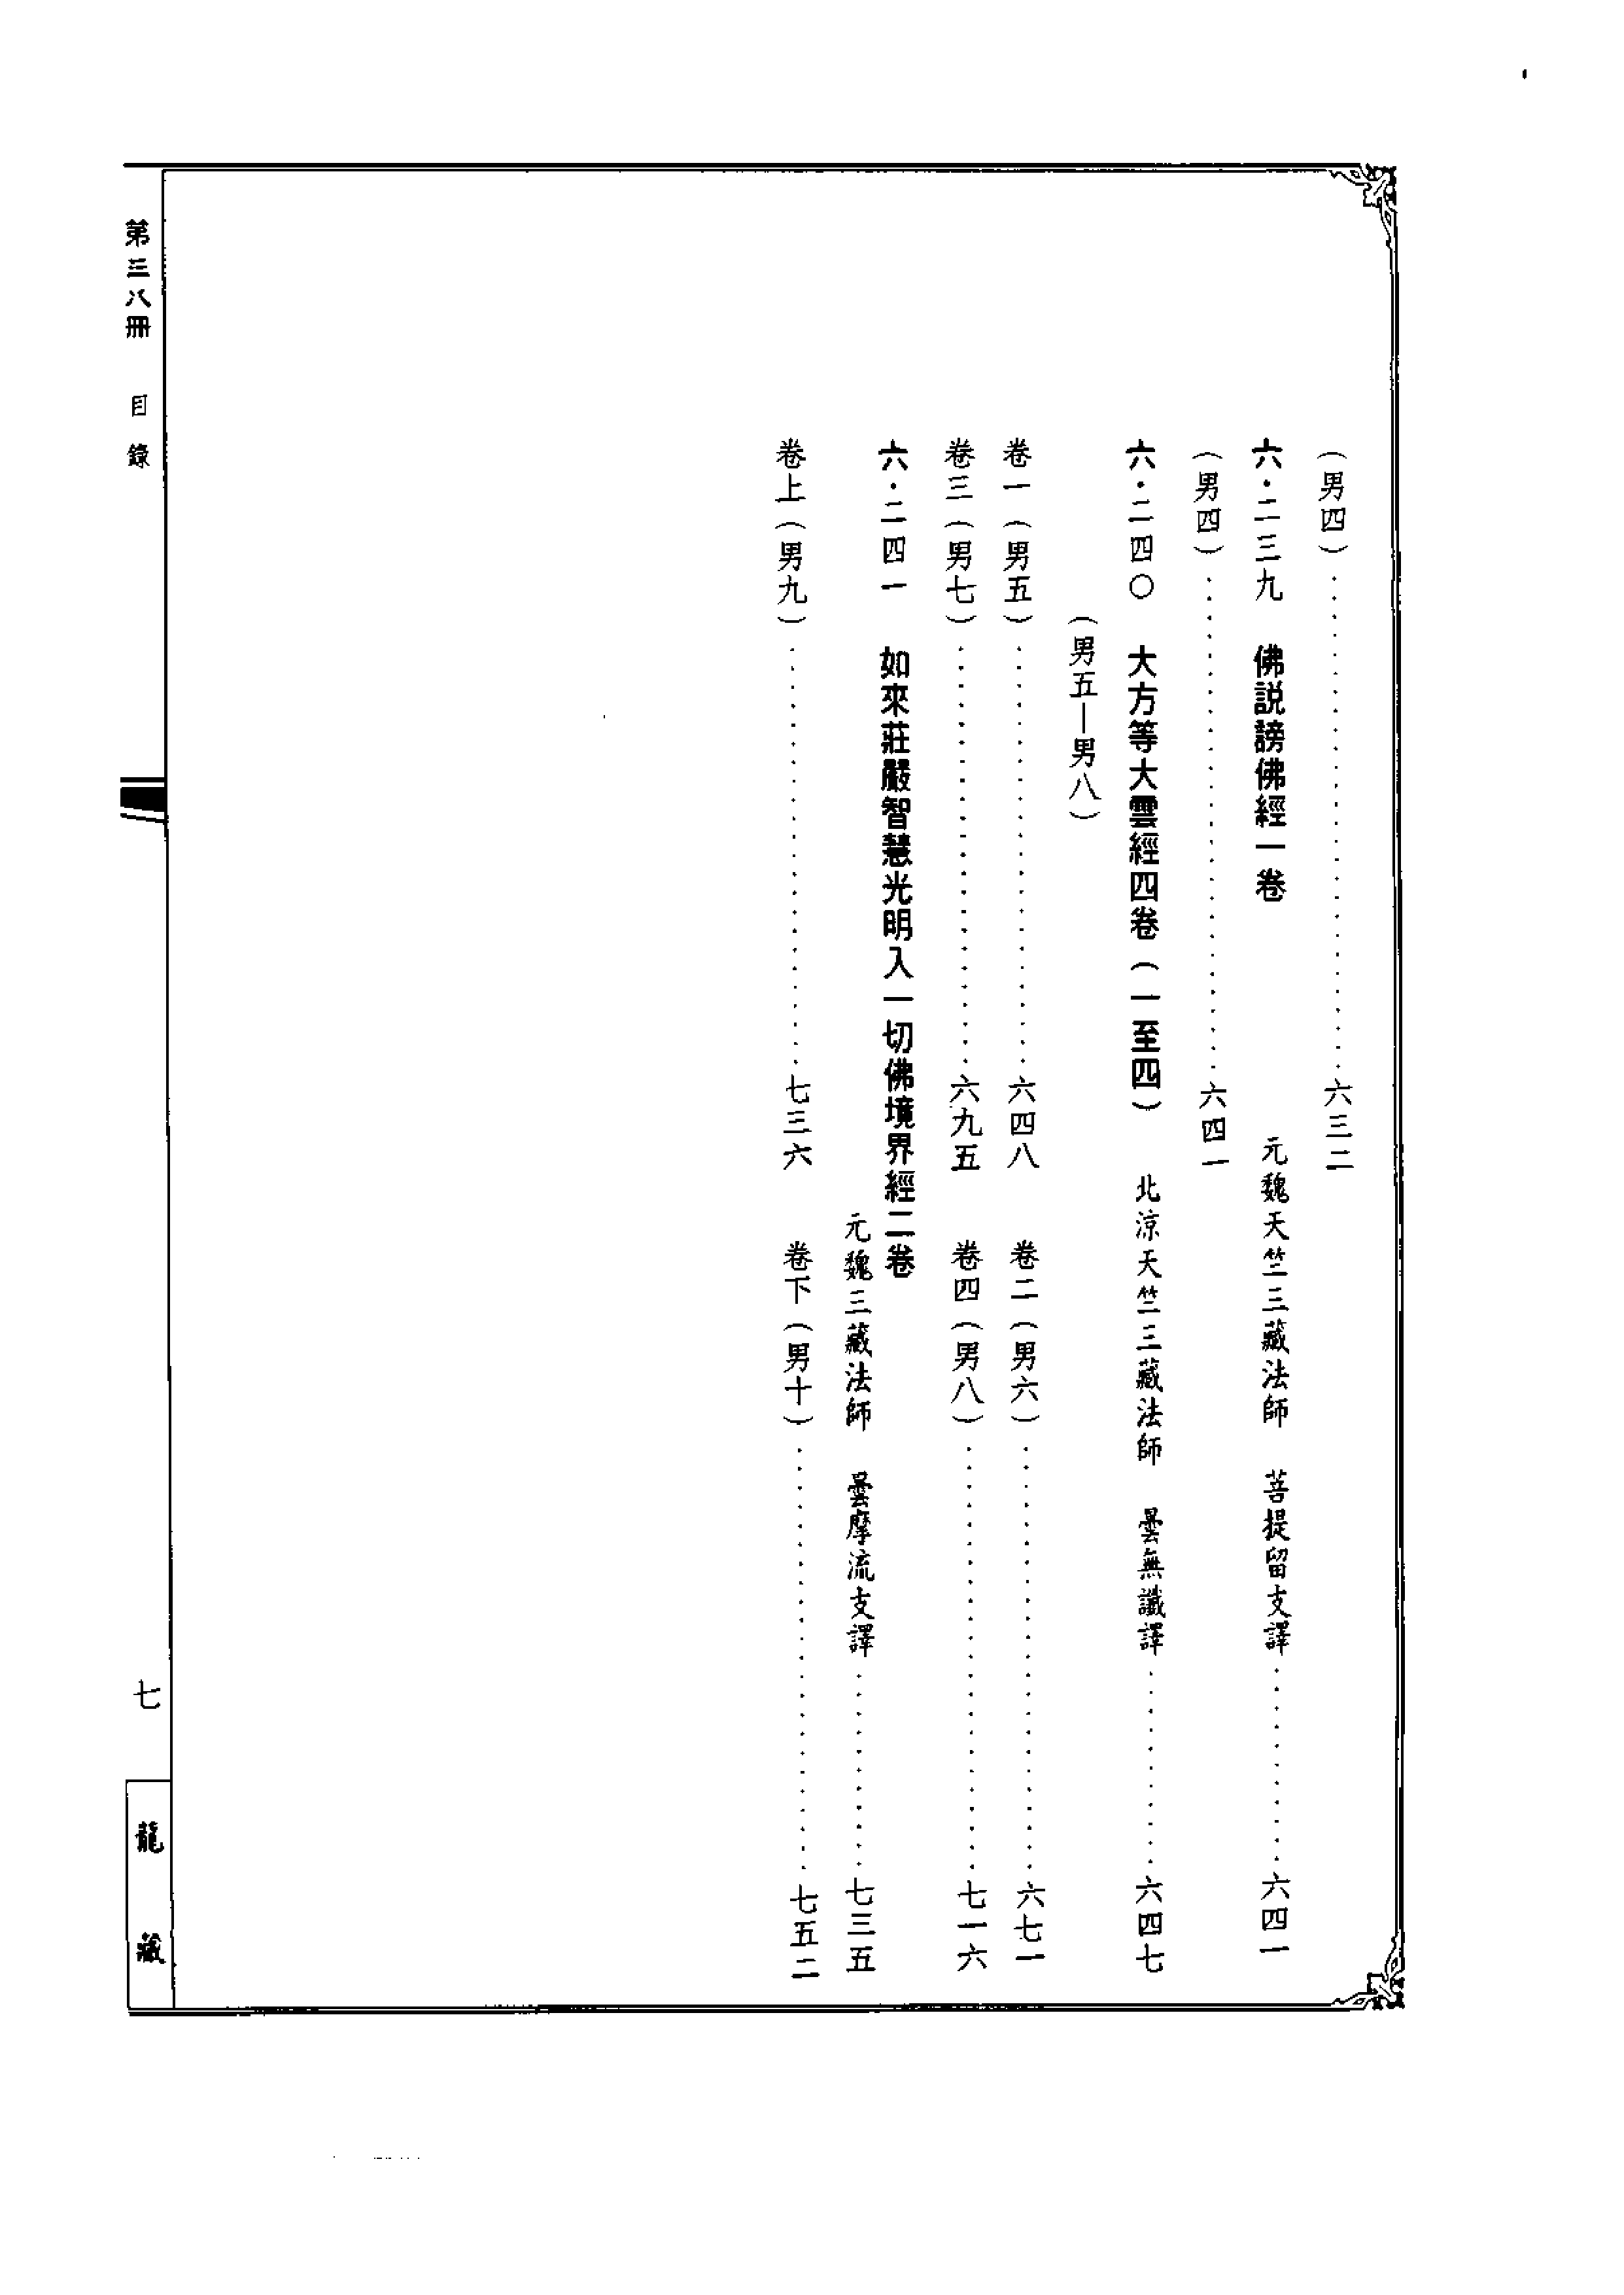 （男四）……………………六三二
六·二三九　佛説謗佛經一卷　元魏天竺三藏法師　菩提留支譯…………六四一
（男四）……………………六四一
六·二四〇　大方等大雲經四卷（一至四）　北涼天竺三藏法師　曇無讖譯…………六四七
（男五—男八）
卷一（男五）……………………六四八　卷二（男六）……………………六七一
卷三（男七）……………………六九五　卷四（男八）……………………七一六
六·二四一　如來莊嚴智慧光明入一切佛境界經二卷
元魏三藏法師　曇摩流支譯…………七三五
卷上（男九）……………………七三六　卷下（男十）……………………七五二
第三八冊　目錄
七
龍藏